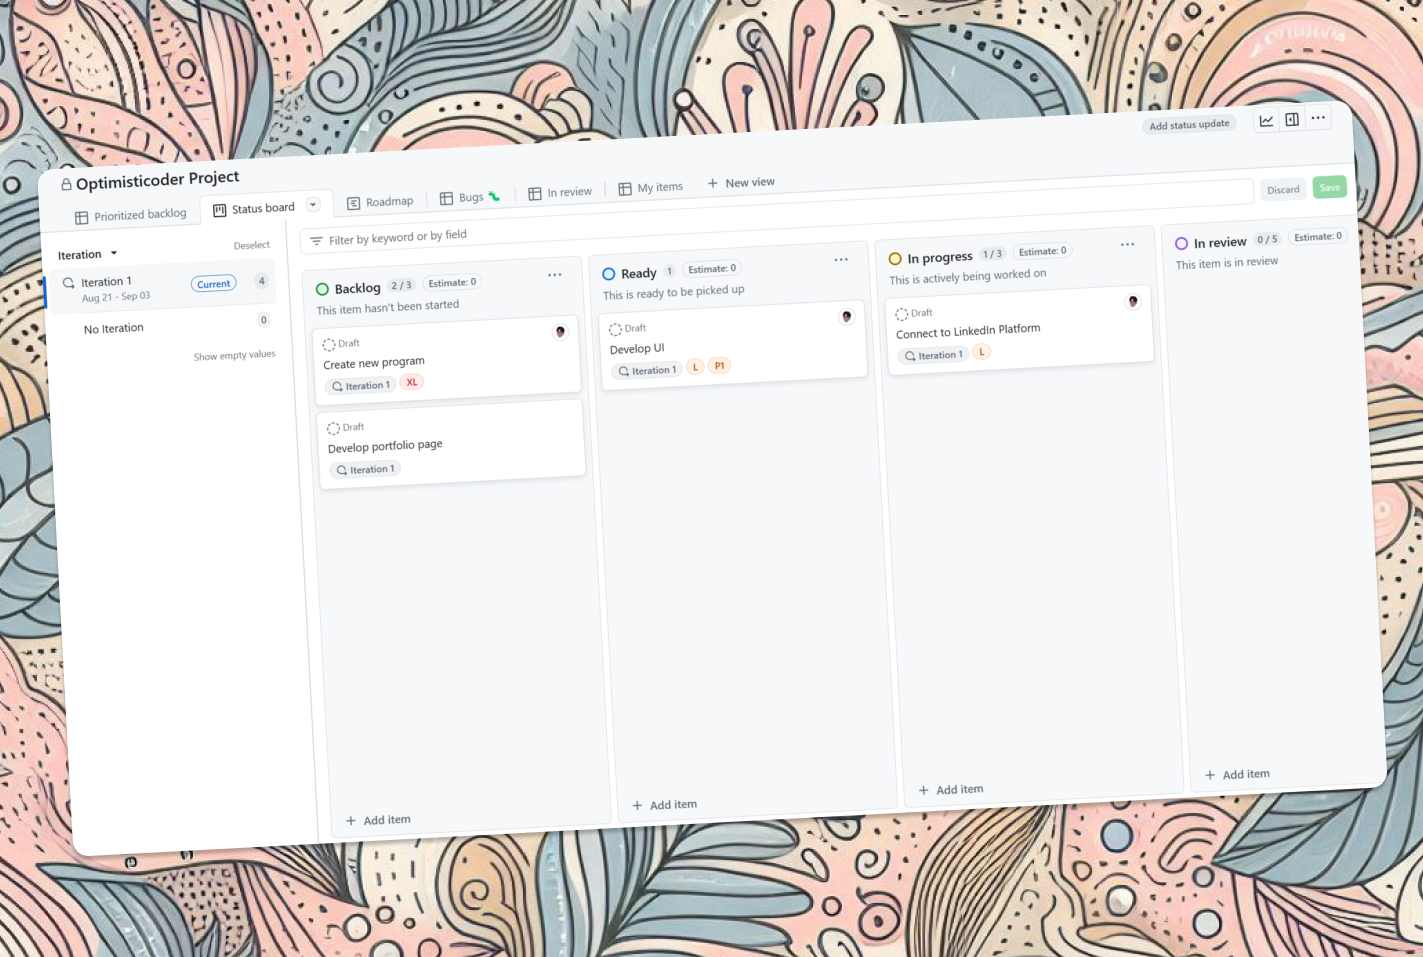 Optimisticoder Project
Add status update
Prioritized backlog
Status board
Roadmap
Bugs
In review
My items
New view
Iteration
Deselect
Filter by keyword or by field
Discard
Save
Iteration 1
Current
4
Aug 21 - Sep 03
No Iteration
0
Show empty values
Backlog 2 / 3 Estimate: 0
This item hasn't been started
Draft
Create new program
Iteration 1 XL
Draft
Develop portfolio page
Iteration 1
Add item
Ready 1 Estimate: 0
This is ready to be picked up
Draft
Develop UI
Iteration 1 L P1
Add item
In progress 1 / 3 Estimate: 0
This is actively being worked on
Draft
Connect to LinkedIn Platform
Iteration 1 L
Add item
In review 0 / 5 Estimate: 0
This item is in review
Add item